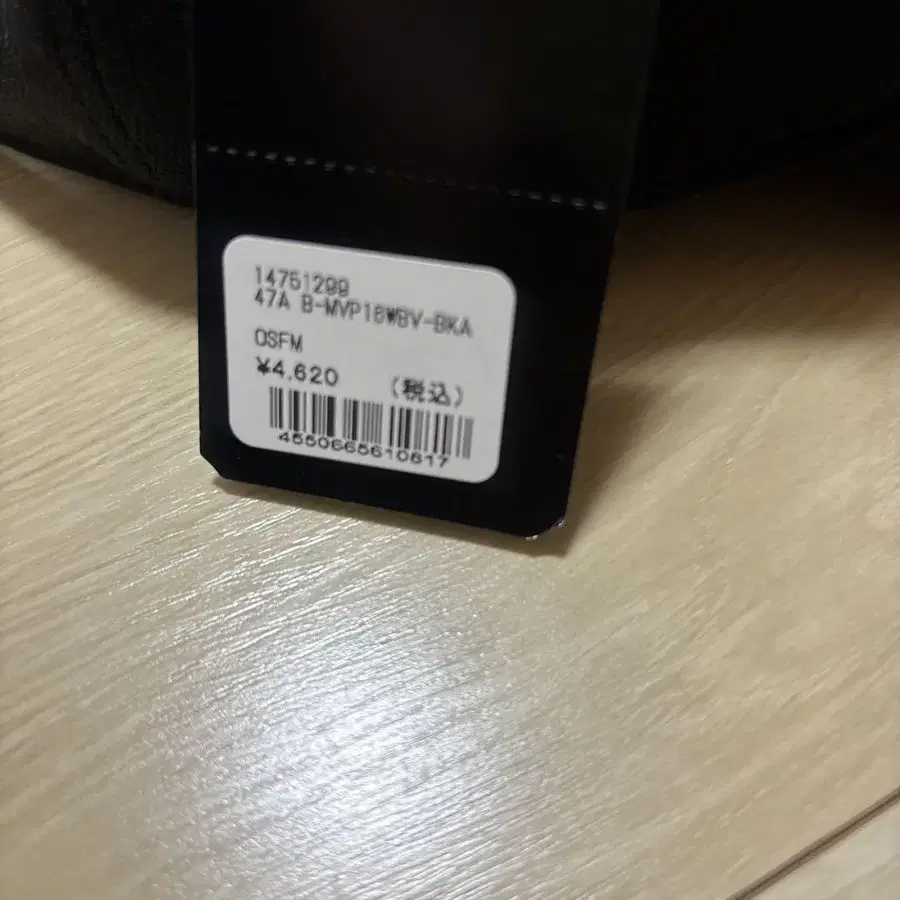 14751299
47A B-MVP16WBV-BKA
OSFM
¥4,620 (税込)
4550665610817